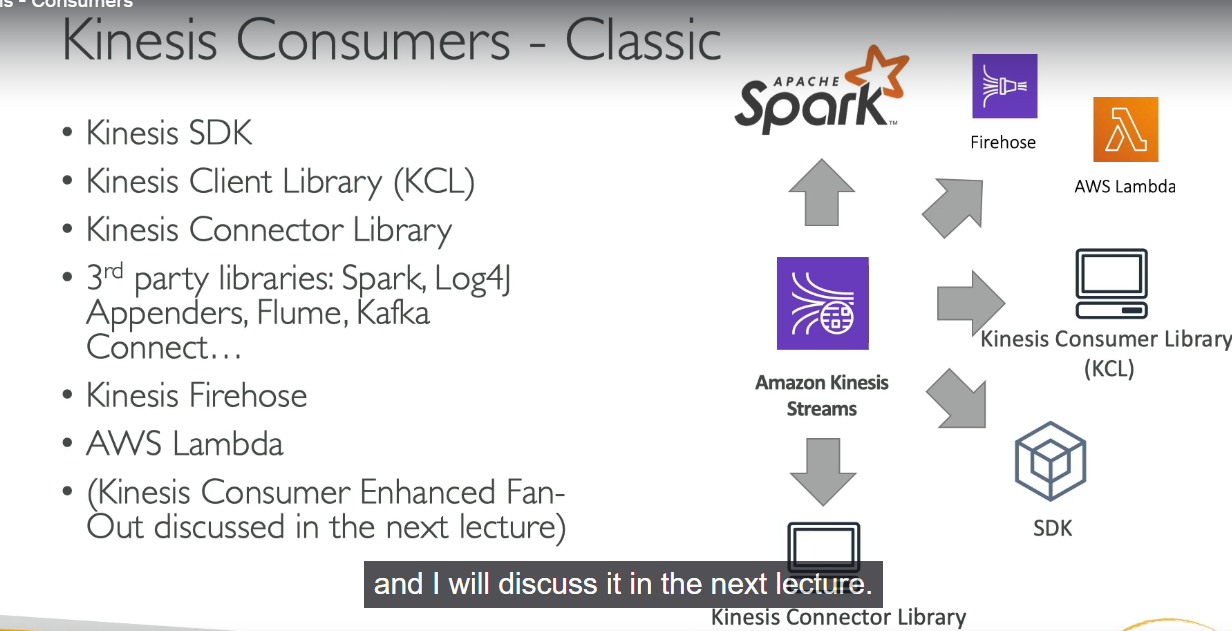 - Consumers
Kinesis Consumers - Classic
• Kinesis SDK
• Kinesis Client Library (KCL)
• Kinesis Connector Library
• 3rd party libraries: Spark, Log4J
Appenders, Flume, Kafka
Connect…
• Kinesis Firehose
• AWS Lambda
• (Kinesis Consumer Enhanced Fan-
Out discussed in the next lecture)
APACHE
Spark™
Firehose
AWS Lambda
Amazon Kinesis
Streams
Kinesis Consumer Library
(KCL)
SDK
Kinesis Connector Library
and I will discuss it in the next lecture.